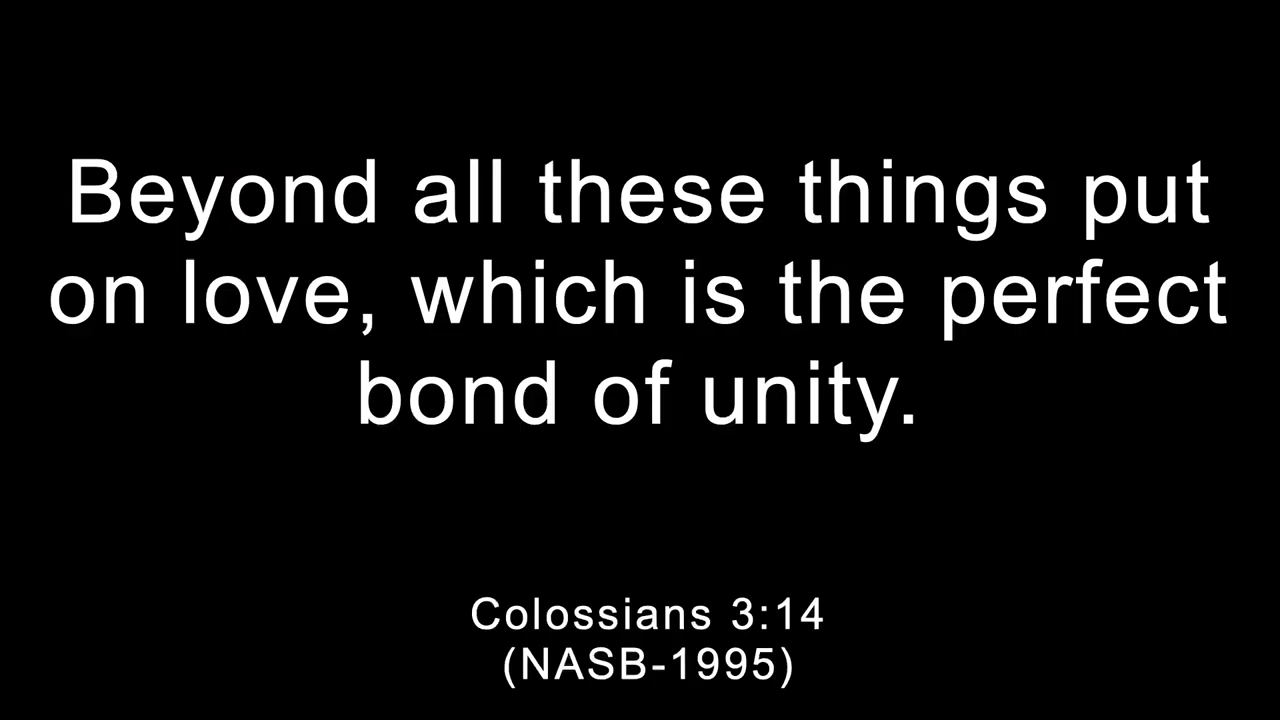 Beyond all these things put
on love, which is the perfect
bond of unity.
Colossians 3:14
(NASB-1995)